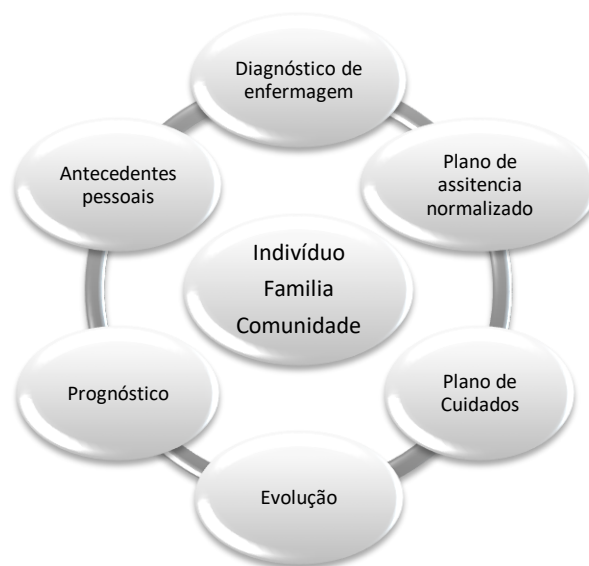 Diagnóstico de
enfermagem
Plano de
assitencia
normalizado
Plano de
Cuidados
Evolução
Prognóstico
Antecedentes
pessoais
Indivíduo
Familia
Comunidade